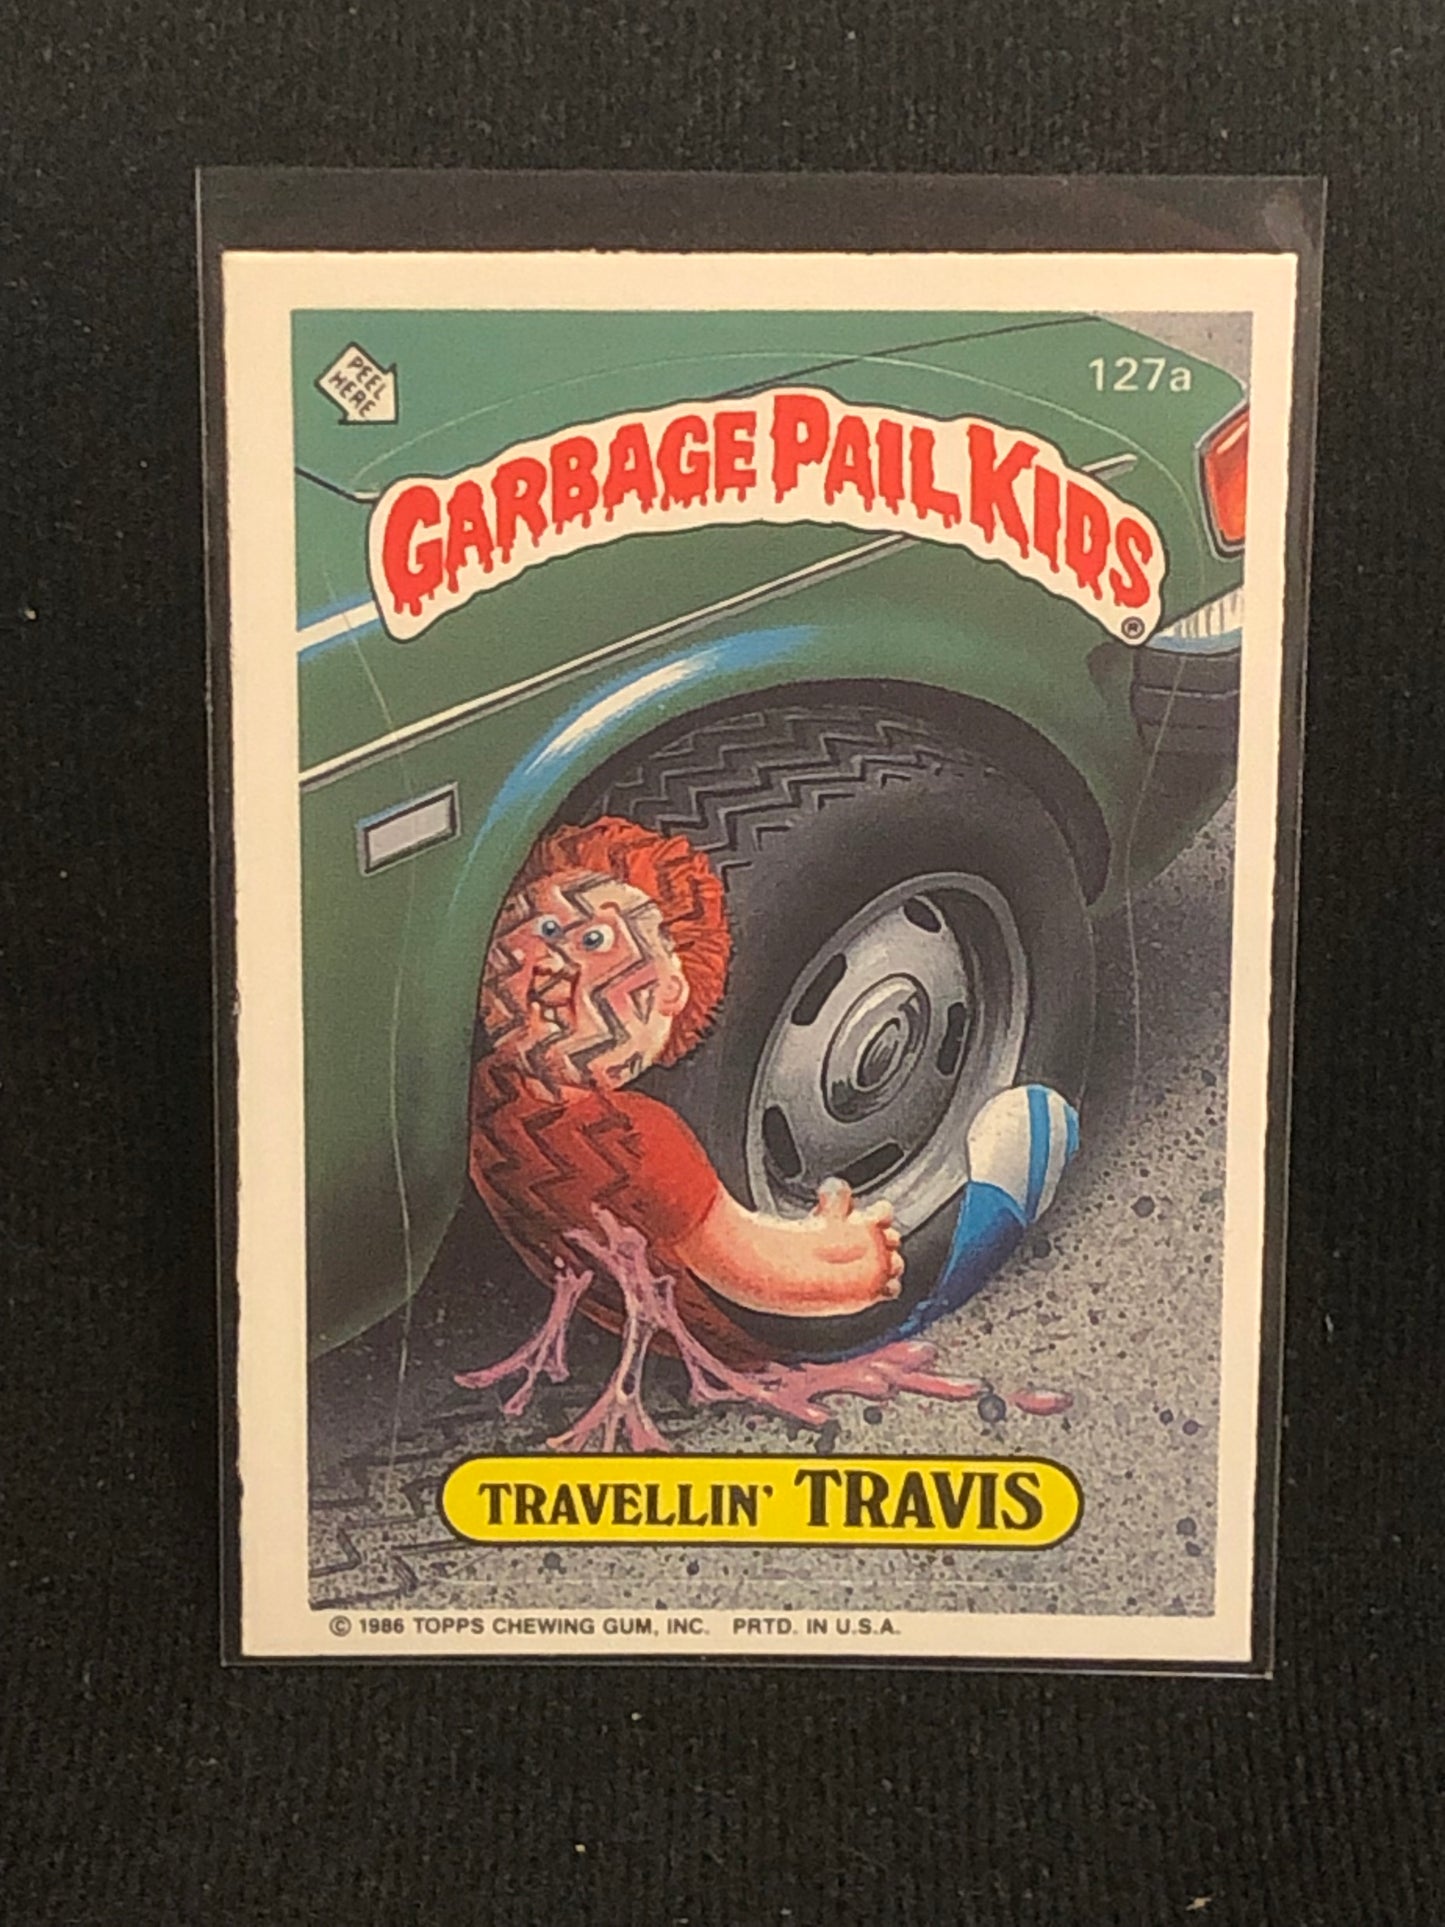 PEEL
HERE
127a
GARBAGE PAIL KIDS
®
TRAVELLIN' TRAVIS
© 1986 TOPPS CHEWING GUM, INC. PRTD. IN U.S.A.